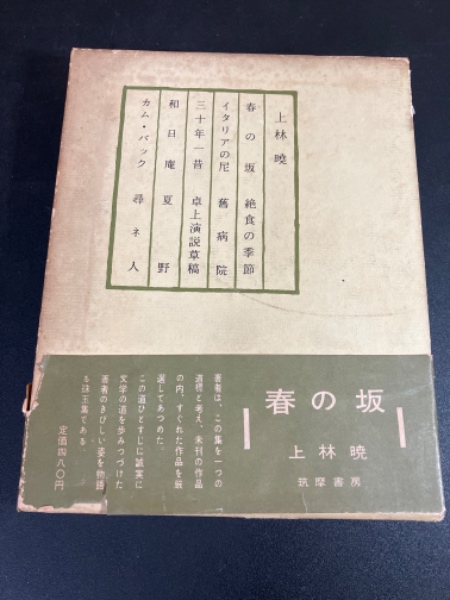 上林暁
春の坂 絶食の季節
イタリアの尼 舊病院
三十年一昔 卓上演説草稿
和日庵 夏野
カム・バック 尋ネ人
春の坂
上林暁
筑摩書房
著者は、この集を一つの
道標と考え、未刊の作品
の内、すぐれた作品を厳
選してあつめた。
この道ひとすじに誠実に
文学の道を歩みつづけた
著者のきびしい姿を物語
る珠玉集である。
定価四八〇円